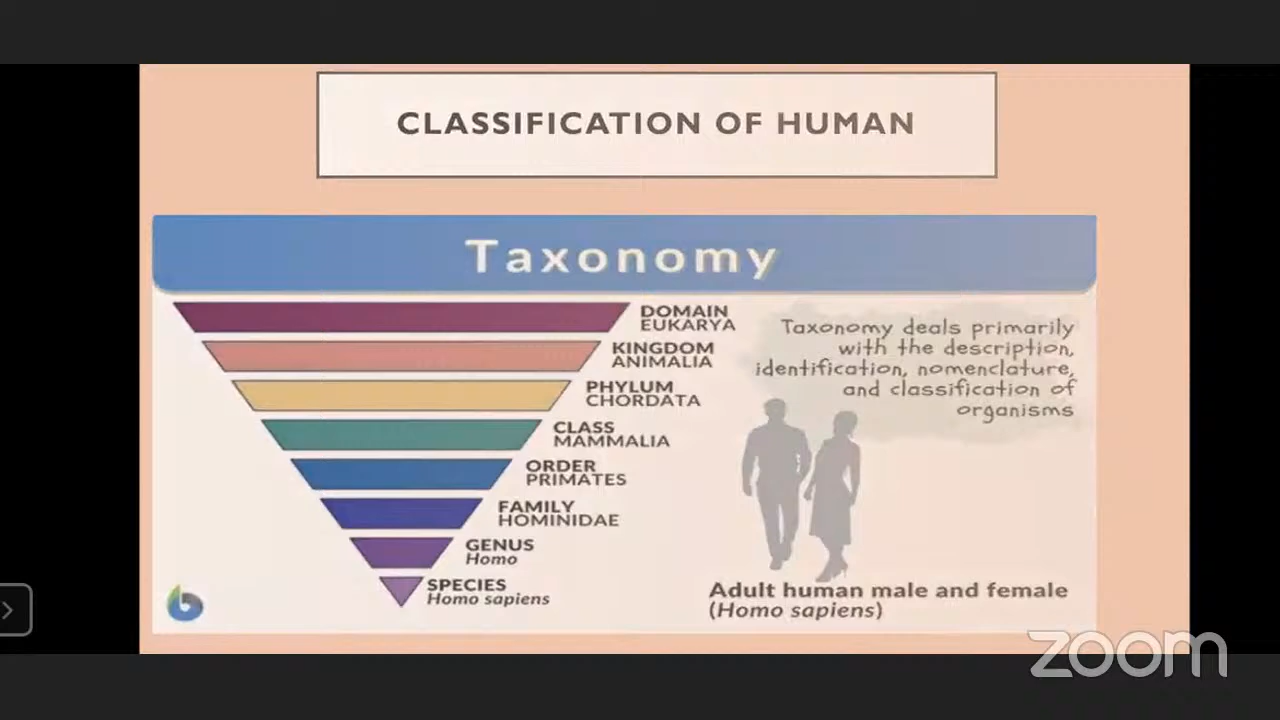 CLASSIFICATION OF HUMAN
Taxonomy
DOMAIN
EUKARYA
KINGDOM
ANIMALIA
PHYLUM
CHORDATA
CLASS
MAMMALIA
ORDER
PRIMATES
FAMILY
HOMINIDAE
GENUS
Homo
SPECIES
Homo sapiens
Taxonomy deals primarily
with the description,
identification, nomenclature,
and classification of
organisms
Adult human male and female
(Homo sapiens)
zoom